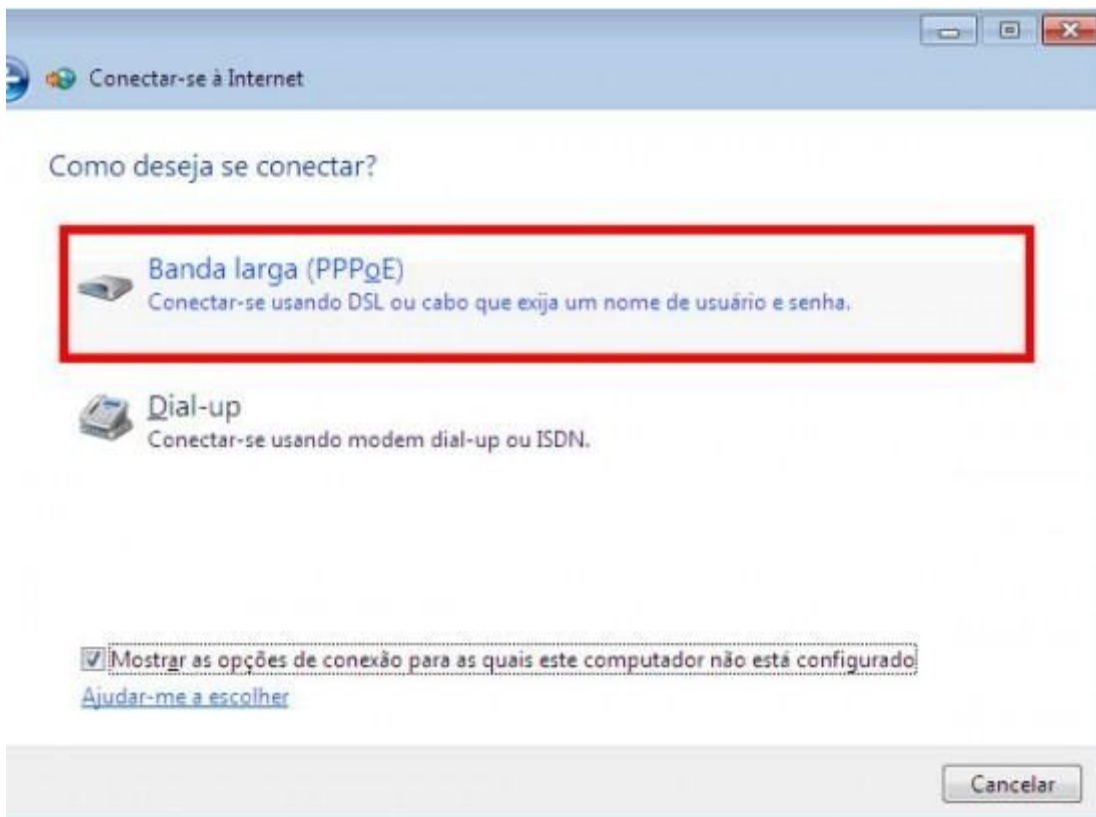 Conectar-se à Internet
Como deseja se conectar?
Banda larga (PPPoE)
Conectar-se usando DSL ou cabo que exija um nome de usuário e senha.
Dial-up
Conectar-se usando modem dial-up ou ISDN.
Mostrar as opções de conexão para as quais este computador não está configurado
Ajudar-me a escolher
Cancelar